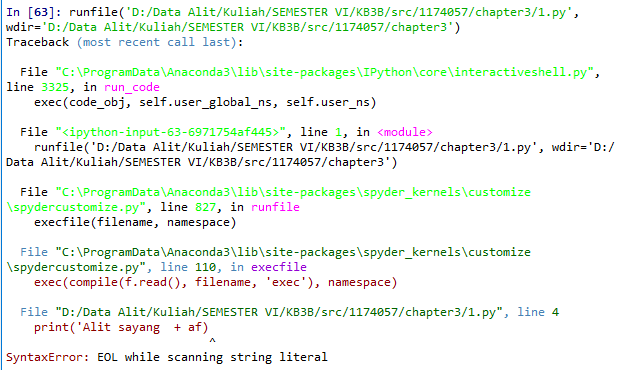 In [63]: runfile('D:/Data Alit/Kuliah/SEMESTER VI/KB3B/src/1174057/chapter3/1.py',
wdir='D:/Data Alit/Kuliah/SEMESTER VI/KB3B/src/1174057/chapter3')
Traceback (most recent call last):
File "C:\ProgramData\Anaconda3\lib\site-packages\IPython\core\interactiveshell.py",
line 3325, in run_code
exec(code_obj, self.user_global_ns, self.user_ns)
File "<ipython-input-63-6971754af445>", line 1, in <module>
runfile('D:/Data Alit/Kuliah/SEMESTER VI/KB3B/src/1174057/chapter3/1.py', wdir='D:/
Data Alit/Kuliah/SEMESTER VI/KB3B/src/1174057/chapter3')
File "C:\ProgramData\Anaconda3\lib\site-packages\spyder_kernels\customize
\spydercustomize.py", line 827, in runfile
execfile(filename, namespace)
File "C:\ProgramData\Anaconda3\lib\site-packages\spyder_kernels\customize
\spydercustomize.py", line 110, in execfile
exec(compile(f.read(), filename, 'exec'), namespace)
File "D:/Data Alit/Kuliah/SEMESTER VI/KB3B/src/1174057/chapter3/1.py", line 4
print('Alit sayang  + af)
^
SyntaxError: EOL while scanning string literal